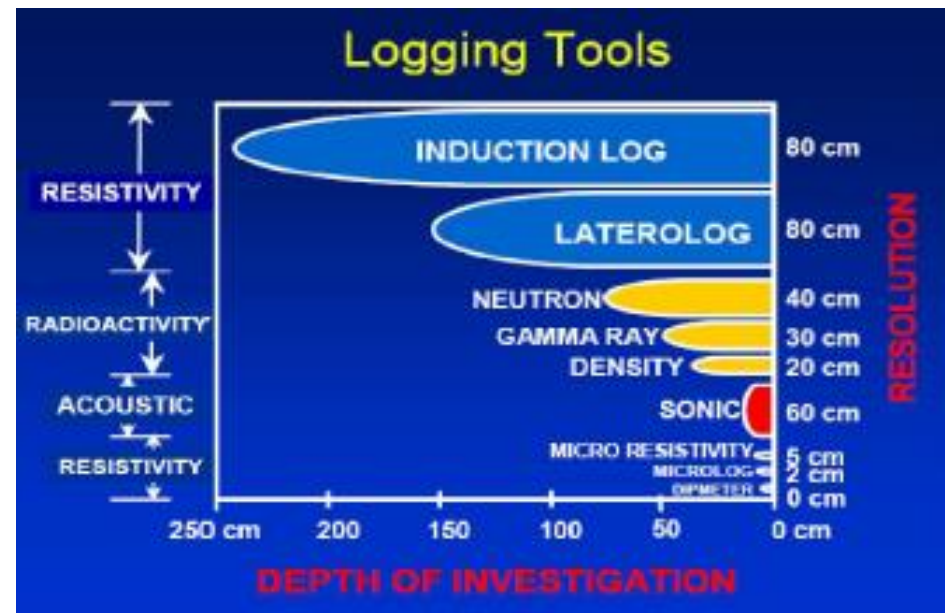 Logging Tools
INDUCTION LOG
80 cm
RESISTIVITY
LATEROLOG
80 cm
NEUTRON
40 cm
RADIOACTIVITY
GAMMA RAY
30 cm
DENSITY
20 cm
ACOUSTIC
SONIC
60 cm
RESISTIVITY
MICRO RESISTIVITY
5 cm
MICROLOG
2 cm
DIPMETER
0 cm
250 cm 200 150 100 50 0 cm
DEPTH OF INVESTIGATION
RESOLUTION